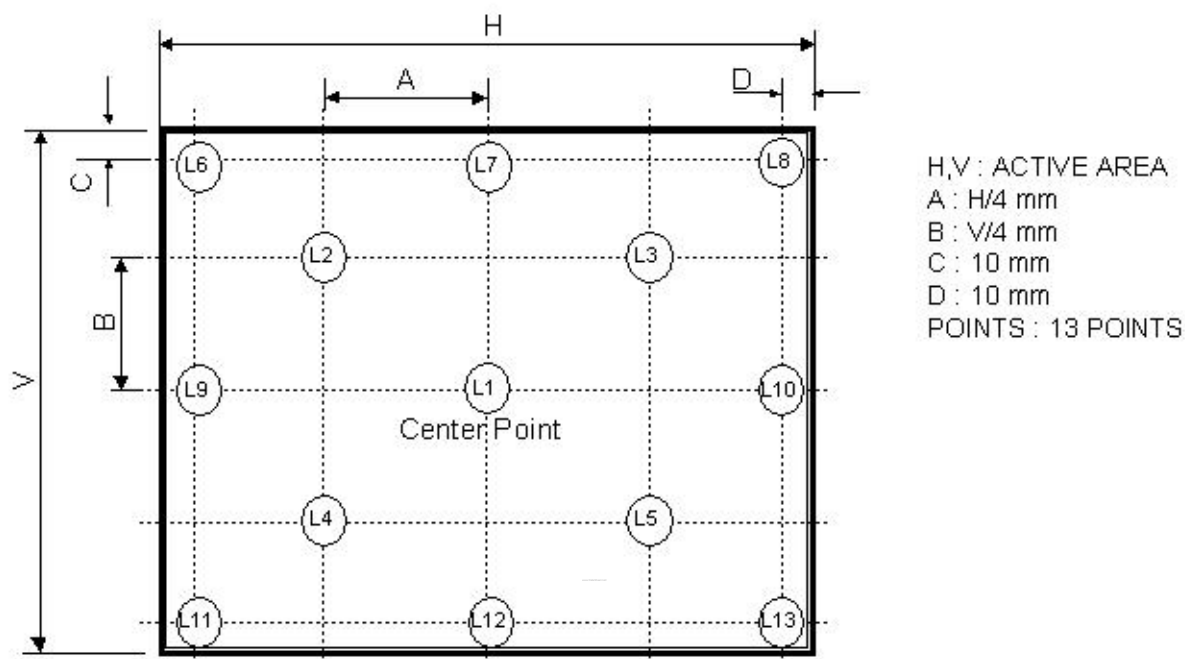 H
A
D
C
L6
L7
L8
L2
L3
B
V
L9
L1
L10
Center Point
L4
L5
L11
L12
L13
H,V : ACTIVE AREA
A : H/4 mm
B : V/4 mm
C : 10 mm
D : 10 mm
POINTS : 13 POINTS